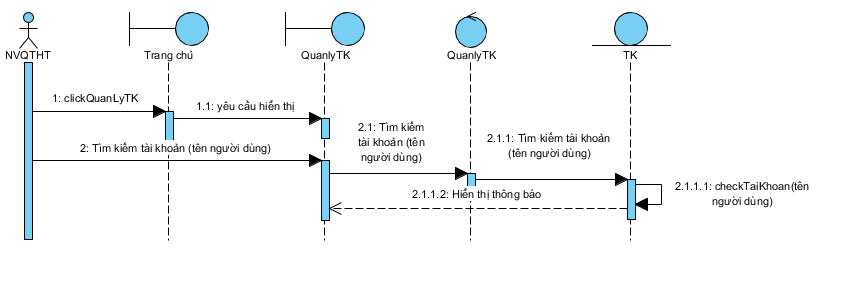 NVQTHT
Trang chủ
QuanlyTK
QuanlyTK
TK
1: clickQuanLyTK
1.1: yêu cầu hiển thị
2.1: Tìm kiếm
tài khoản (tên
người dùng)
2.1.1: Tìm kiếm tài khoản
(tên người dùng)
2: Tìm kiếm tài khoản (tên người dùng)
2.1.1.2: Hiển thị thông báo
2.1.1.1: checkTaiKhoan(tên
người dùng)